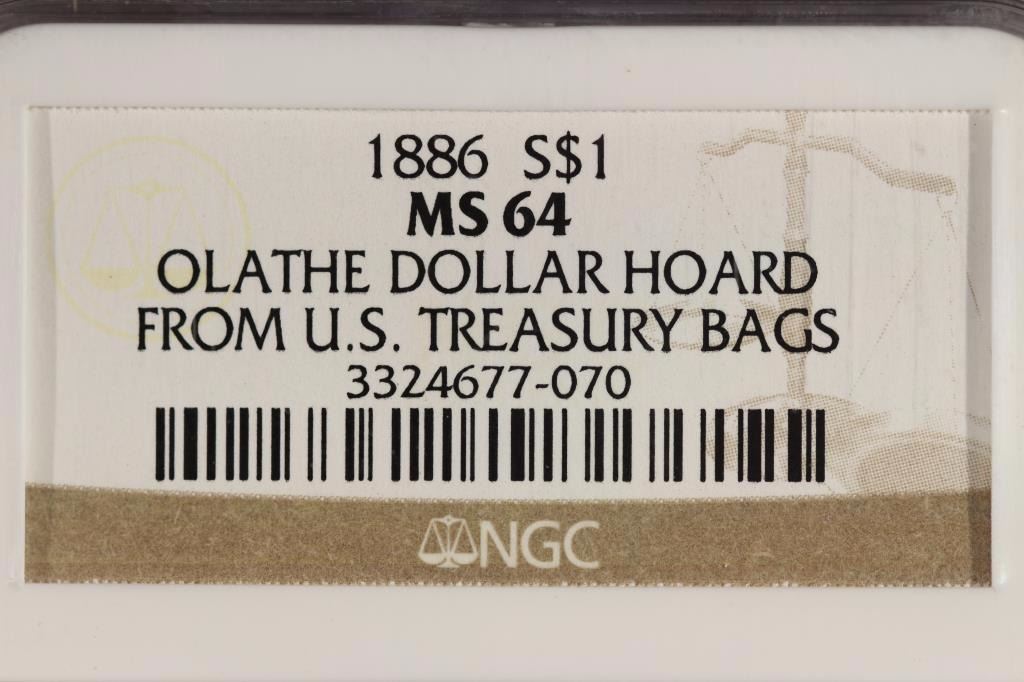 1886 S$1
MS 64
OLATHE DOLLAR HOARD
FROM U.S. TREASURY BAGS
3324677-070
NGC